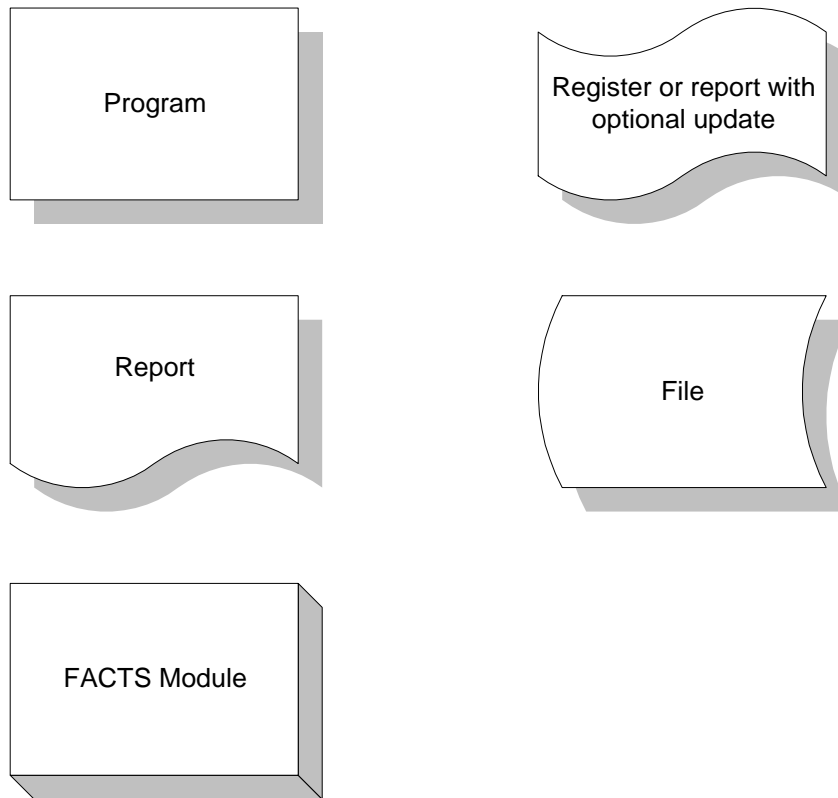 Program
Register or report with
optional update
Report
File
FACTS Module